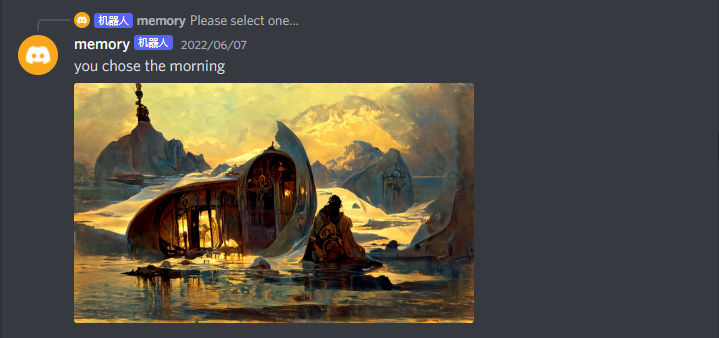 机器人 memory Please select one...
memory 机器人 2022/06/07
you chose the morning